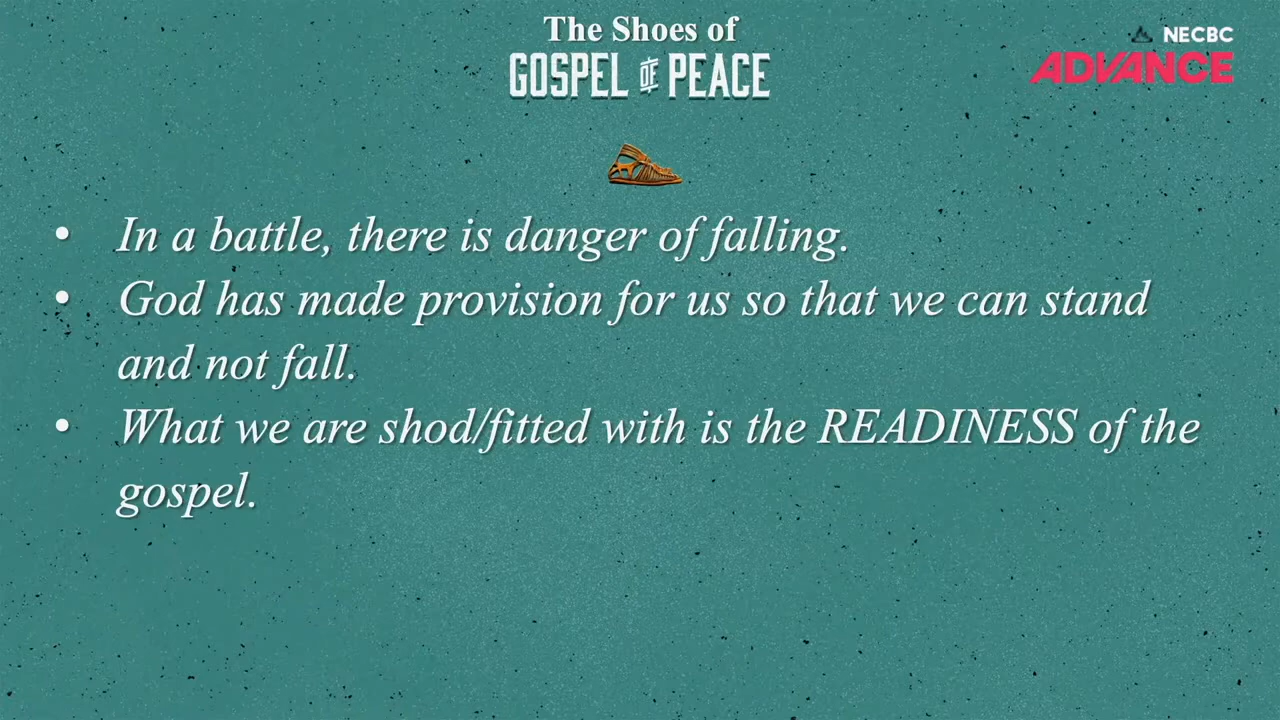 The Shoes of
GOSPEL OF PEACE
NECBC
ADVANCE
• In a battle, there is danger of falling.
• God has made provision for us so that we can stand
and not fall.
• What we are shod/fitted with is the READINESS of the
gospel.